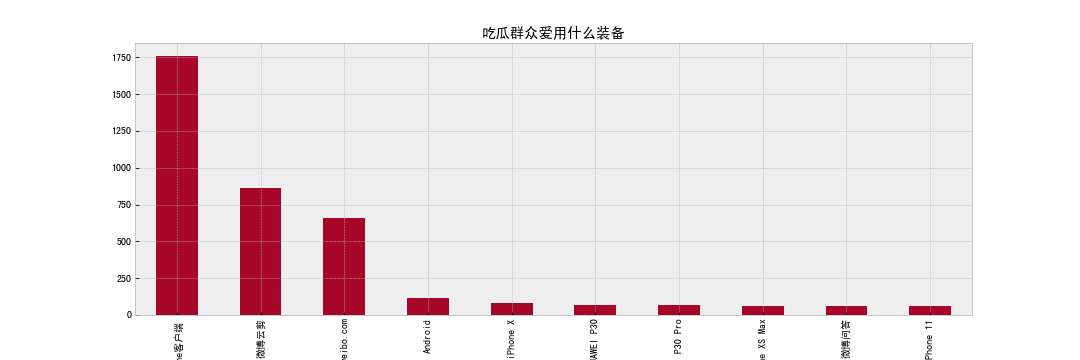 吃瓜群众爱用什么装备
1750
1500
1250
1000
750
500
250
0
ne客户端
微博云剪
eibo.com
Android
iPhone X
AWEI P30
P30 Pro
e XS Max
微博问答
Phone 11